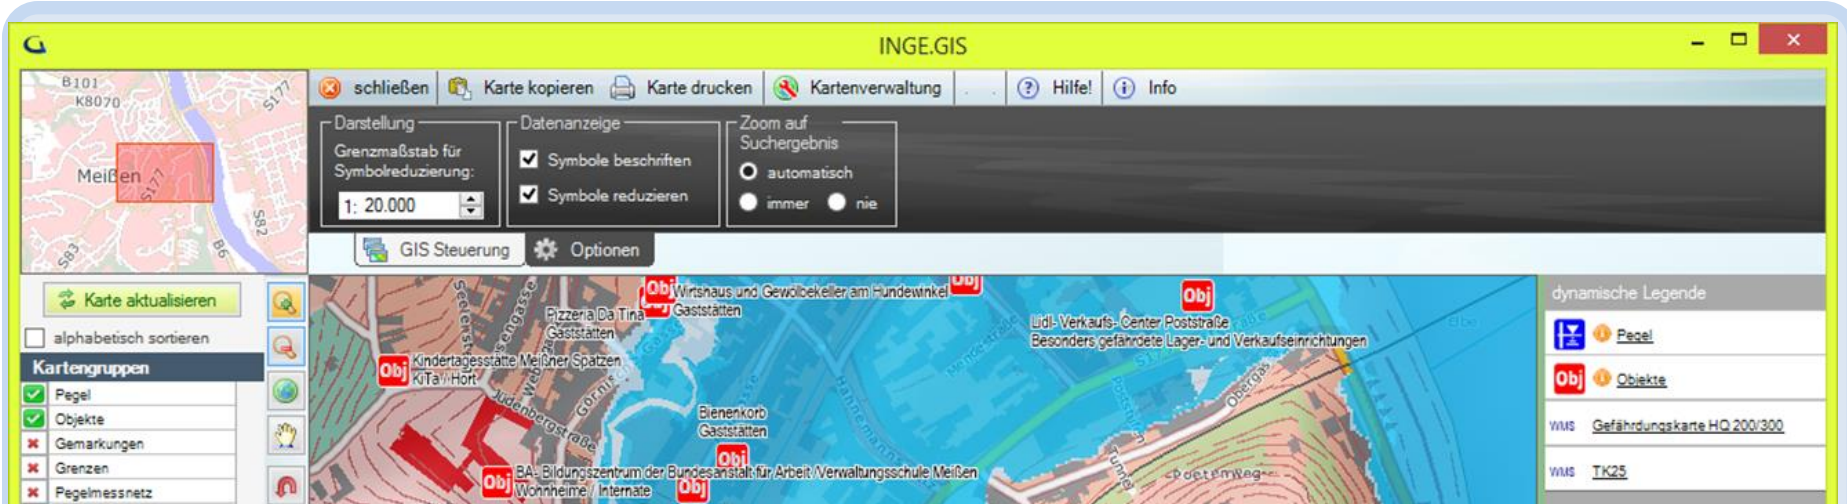 INGE.GIS
B101
K8070
S177
Meißen
S177
S82
S83
B6
schließen Karte kopieren Karte drucken Kartenverwaltung Hilfe! Info
Darstellung
Grenzmaßstab für
Symbolreduzierung:
1: 20.000
Datenanzeige
Symbole beschriften
Symbole reduzieren
Zoom auf
Suchergebnis
automatisch
immer nie
GIS Steuerung Optionen
Karte aktualisieren
alphabetisch sortieren
Kartengruppen
Pegel
Objekte
Gemarkungen
Grenzen
Pegelmessnetz
Obj
Wirtshaus und Gewölbekeller am Hundewinkel
Gaststätten
Obj
Pizzeria Da Tina
Gaststätten
Obj
Lidl- Verkaufs- Center Poststraße
Besonders gefährdete Lager- und Verkaufseinrichtungen
Elbe
Obj
Kindertagesstätte Meißner Spatzen
KiTa / Hort
Judenbergstraße
Bienenkorb
Gaststätten
Obj
Obj
BA- Bildungszentrum der Bundesanstalt für Arbeit /Verwaltungsschule Meißen
Wohnheime / Internate
Obj
Hahnemanns
Obergas
Tunnel
Poetenweg
dynamische Legende
Pegel
Obj Objekte
WMS Gefährdungskarte HQ 200/300
WMS TK25